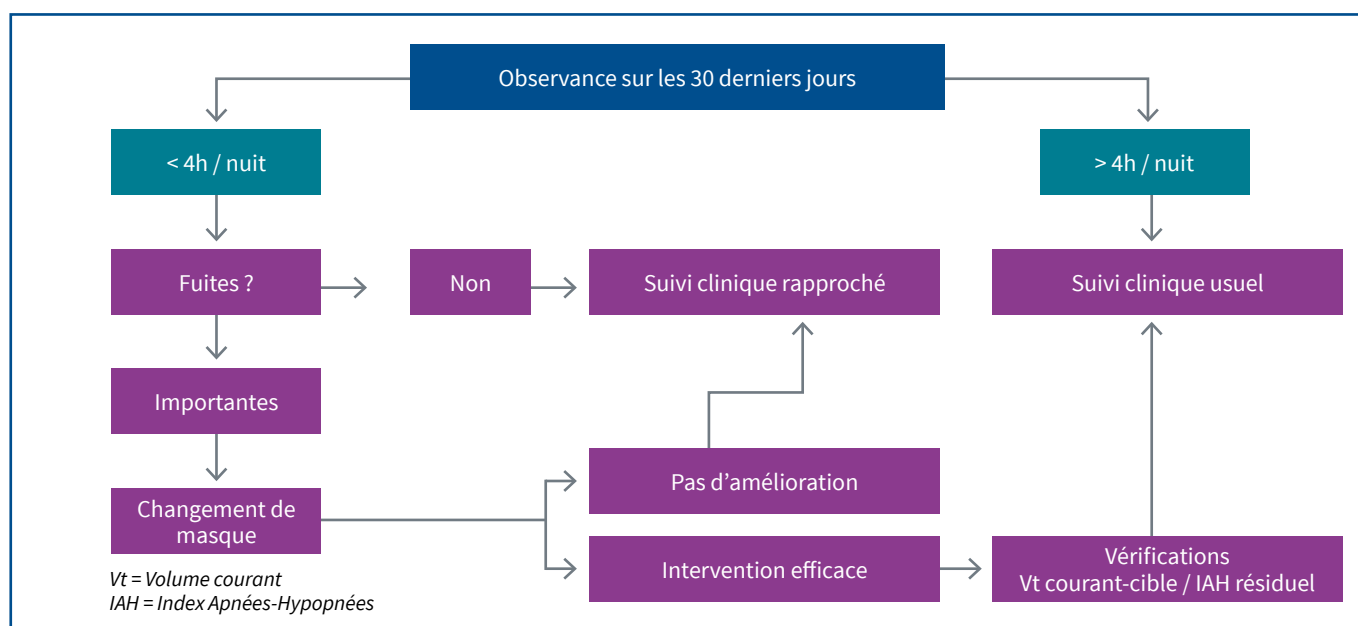 Observance sur les 30 derniers jours
< 4h / nuit
> 4h / nuit
Fuites ?
Non
Suivi clinique rapproché
Suivi clinique usuel
Importantes
Changement de
masque
Pas d’amélioration
Intervention efficace
Vérifications
Vt courant-cible / IAH résiduel
Vt = Volume courant
IAH = Index Apnées-Hypopnées